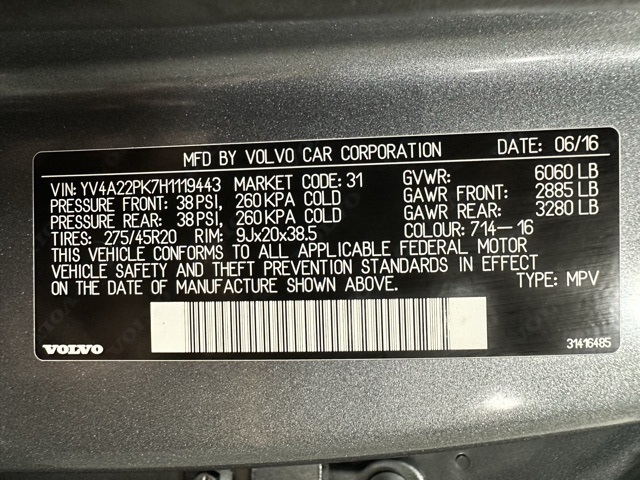 MFD BY VOLVO CAR CORPORATION DATE: 06/16
VIN: YV4A22PK7H1119443 MARKET CODE: 31 GVWR: 6060 LB
PRESSURE FRONT: 38 PSI, 260 KPA COLD GAWR FRONT: 2885 LB
PRESSURE REAR: 38 PSI, 260 KPA COLD GAWR REAR: 3280 LB
TIRES: 275/45R20 RIM: 9Jx20x38.5 COLOUR: 714-16
THIS VEHICLE CONFORMS TO ALL APPLICABLE FEDERAL MOTOR
VEHICLE SAFETY AND THEFT PREVENTION STANDARDS IN EFFECT
ON THE DATE OF MANUFACTURE SHOWN ABOVE. TYPE: MPV
VOLVO 31416485